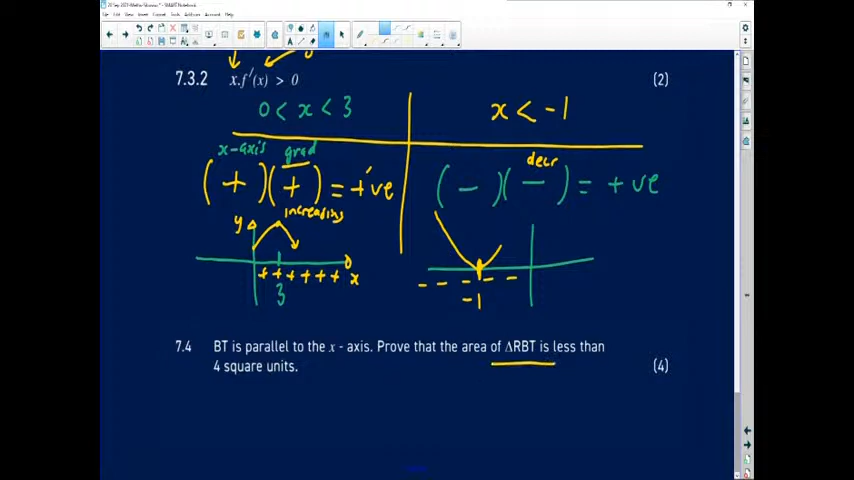 7.3.2 x.f'(x) > 0 (2)
0 < x < 3
x < -1
x-axis grad
decr
(+)(+) = +ve
(-)(-) = +ve
increasing
y
x
3
-1
7.4 BT is parallel to the x - axis. Prove that the area of ΔRBT is less than
4 square units. (4)